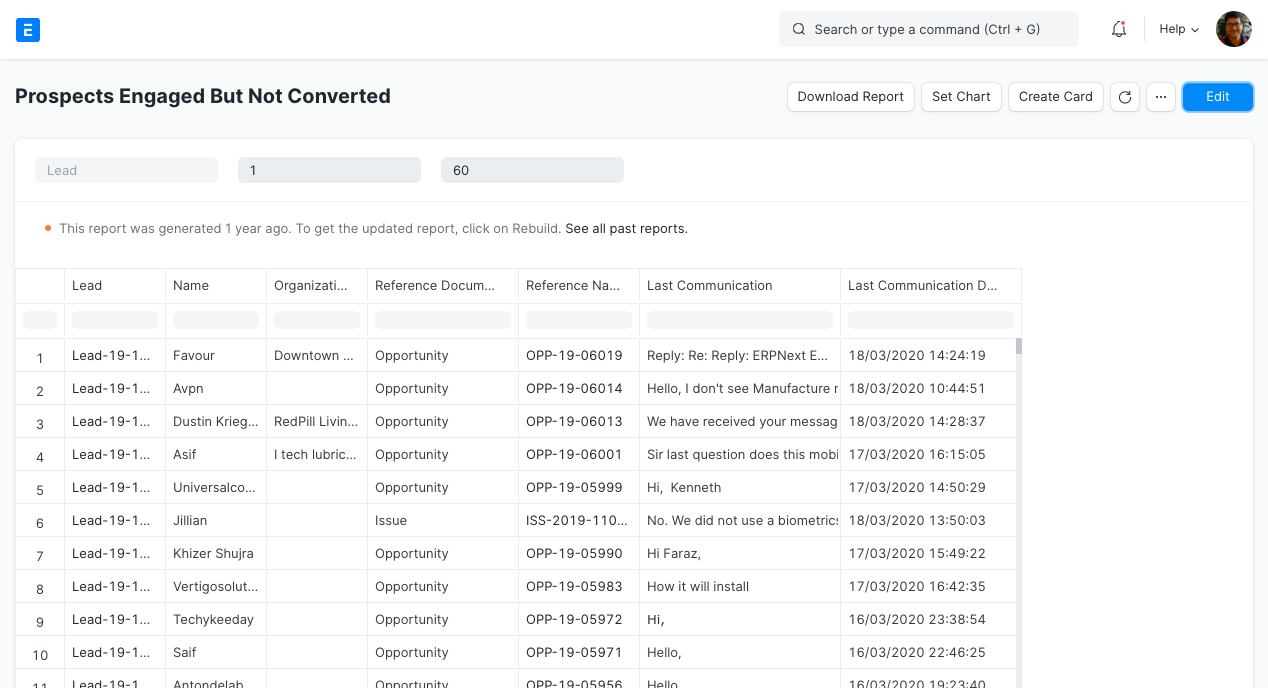 E
Search or type a command (Ctrl + G)
Help
Prospects Engaged But Not Converted
Download Report Set Chart Create Card ... Edit
Lead 1 60
This report was generated 1 year ago. To get the updated report, click on Rebuild. See all past reports.
Lead Name Organizati... Reference Docum... Reference Na... Last Communication Last Communication D...
1 Lead-19-1... Favour Downtown ... Opportunity OPP-19-06019 Reply: Re: Reply: ERPNext E... 18/03/2020 14:24:19
2 Lead-19-1... Avpn Opportunity OPP-19-06014 Hello, I don't see Manufacture 18/03/2020 10:44:51
3 Lead-19-1... Dustin Krieg... RedPill Livin... Opportunity OPP-19-06013 We have received your messag 18/03/2020 14:28:37
4 Lead-19-1... Asif I tech lubric... Opportunity OPP-19-06001 Sir last question does this mobi 17/03/2020 16:15:05
5 Lead-19-1... Universalco... Opportunity OPP-19-05999 Hi, Kenneth 17/03/2020 14:50:29
6 Lead-19-1... Jillian Issue ISS-2019-110... No. We did not use a biometrics 18/03/2020 13:50:03
7 Lead-19-1... Khizer Shujra Opportunity OPP-19-05990 Hi Faraz, 17/03/2020 15:49:22
8 Lead-19-1... Vertigosolut... Opportunity OPP-19-05983 How it will install 17/03/2020 16:42:35
9 Lead-19-1... Techykeeday Opportunity OPP-19-05972 Hi, 16/03/2020 23:38:54
10 Lead-19-1... Saif Opportunity OPP-19-05971 Hello, 16/03/2020 22:46:25
11 Lead-19-1... Antondelab... Opportunity OPP-19-05956 Hello 16/03/2020 19:23:40